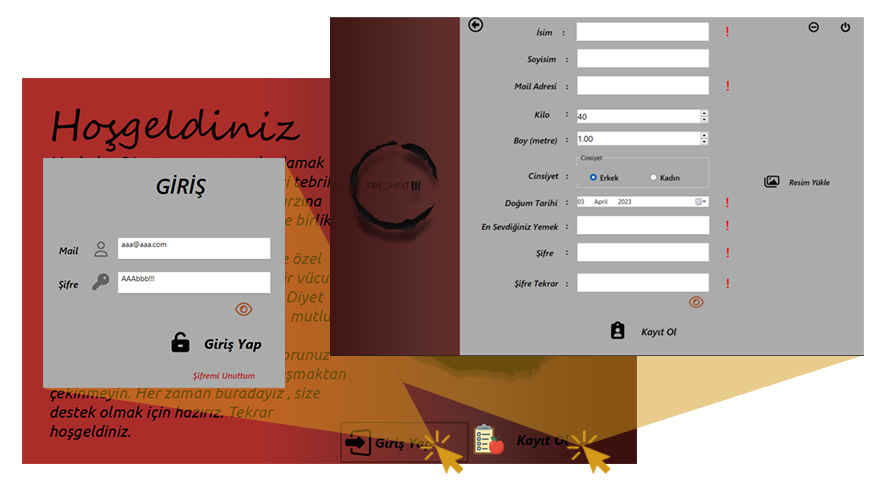 Hoşgeldiniz
lamak
tebrik
arzına
birlik
özel
vücu
Diyet
mutlu
orunuz
şmaktan
çekinmeyin. Her zaman buradayız , size
destek olmak için hazırız. Tekrar
hoşgeldiniz.
Giriş Yap
Kayıt Ol
GİRİŞ
Mail
aaa@aaa.com
Şifre
AAAbbb!!!
Giriş Yap
Şifremi Unuttum
FRESHFIT
İsim : !
Soyisim :
Mail Adresi : !
Kilo : 40
Boy (metre) : 1.00
Cinsiyet
Cinsiyet : Erkek Kadın
Doğum Tarihi : 03 April 2023 !
En Sevdiğiniz Yemek : !
Şifre : !
Şifre Tekrar : !
Kayıt Ol
Resim Yükle